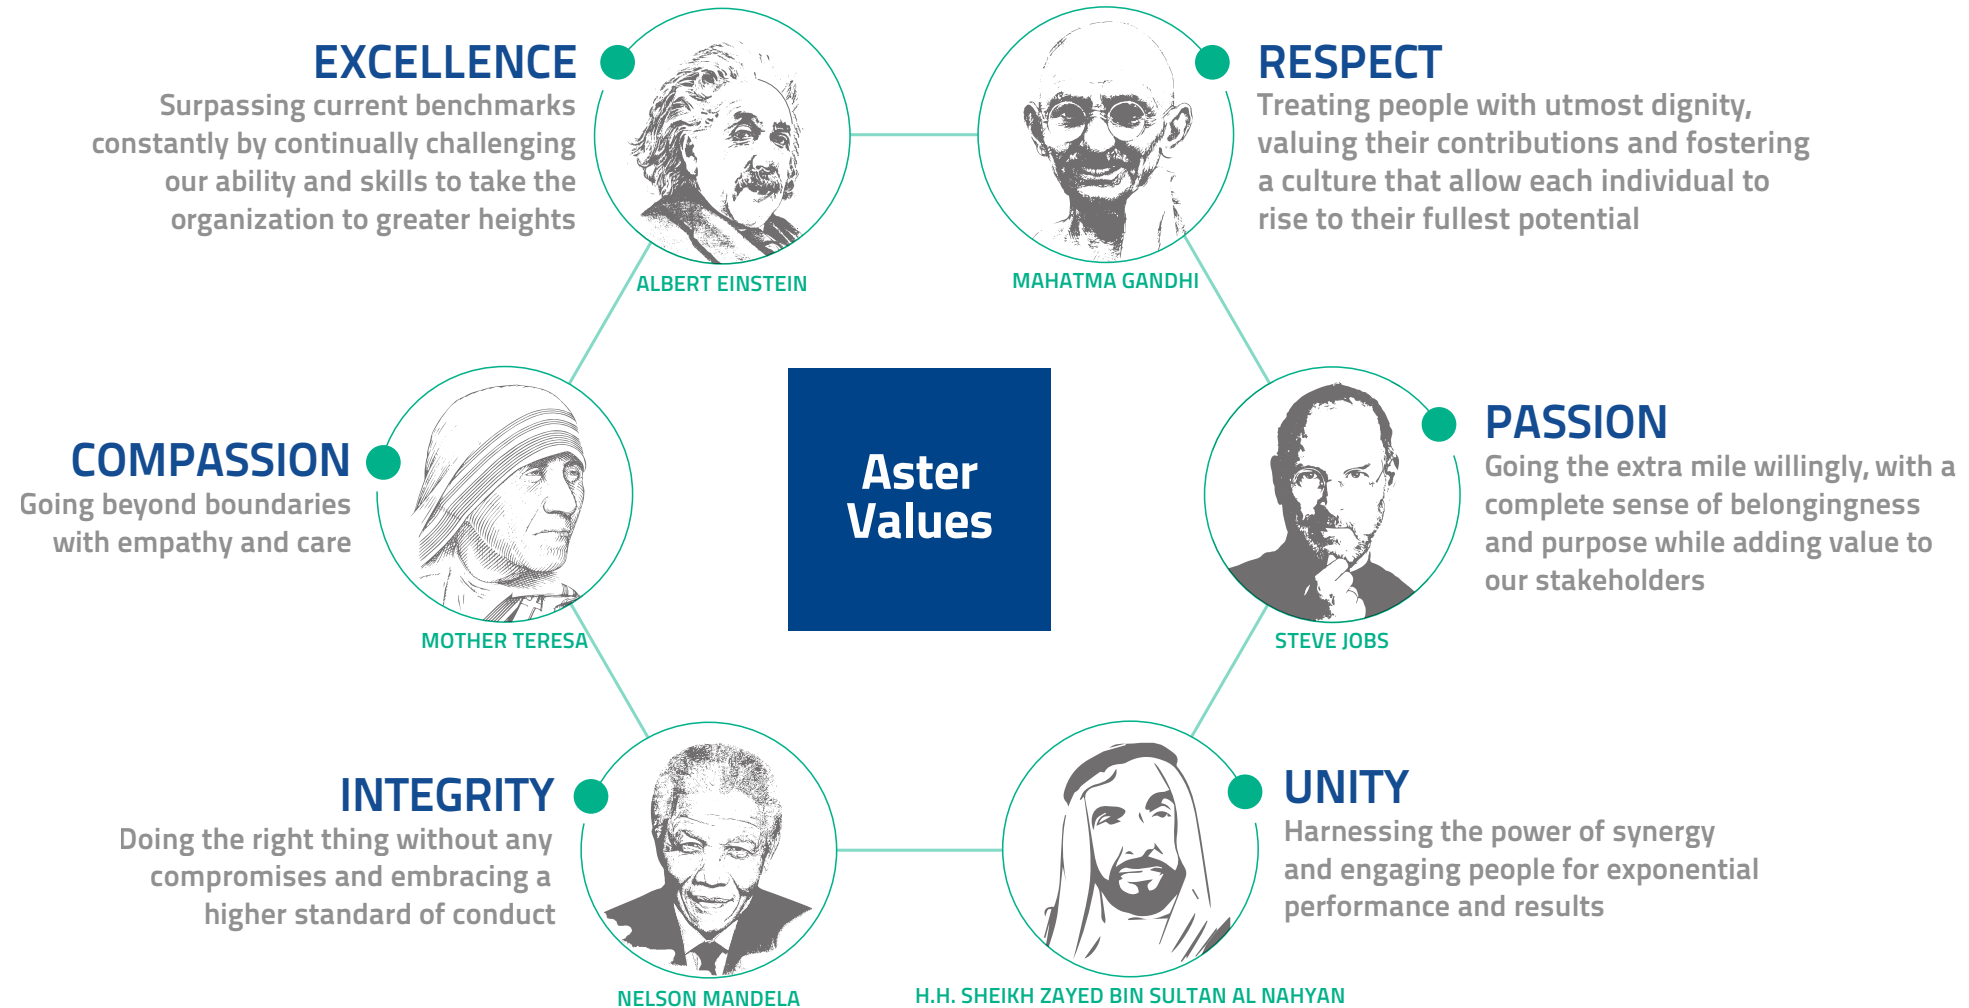 EXCELLENCE
Surpassing current benchmarks
constantly by continually challenging
our ability and skills to take the
organization to greater heights
ALBERT EINSTEIN
RESPECT
Treating people with utmost dignity,
valuing their contributions and fostering
a culture that allow each individual to
rise to their fullest potential
MAHATMA GANDHI
COMPASSION
Going beyond boundaries
with empathy and care
MOTHER TERESA
Aster
Values
PASSION
Going the extra mile willingly, with a
complete sense of belongingness
and purpose while adding value to
our stakeholders
STEVE JOBS
INTEGRITY
Doing the right thing without any
compromises and embracing a
higher standard of conduct
NELSON MANDELA
UNITY
Harnessing the power of synergy
and engaging people for exponential
performance and results
H.H. SHEIKH ZAYED BIN SULTAN AL NAHYAN